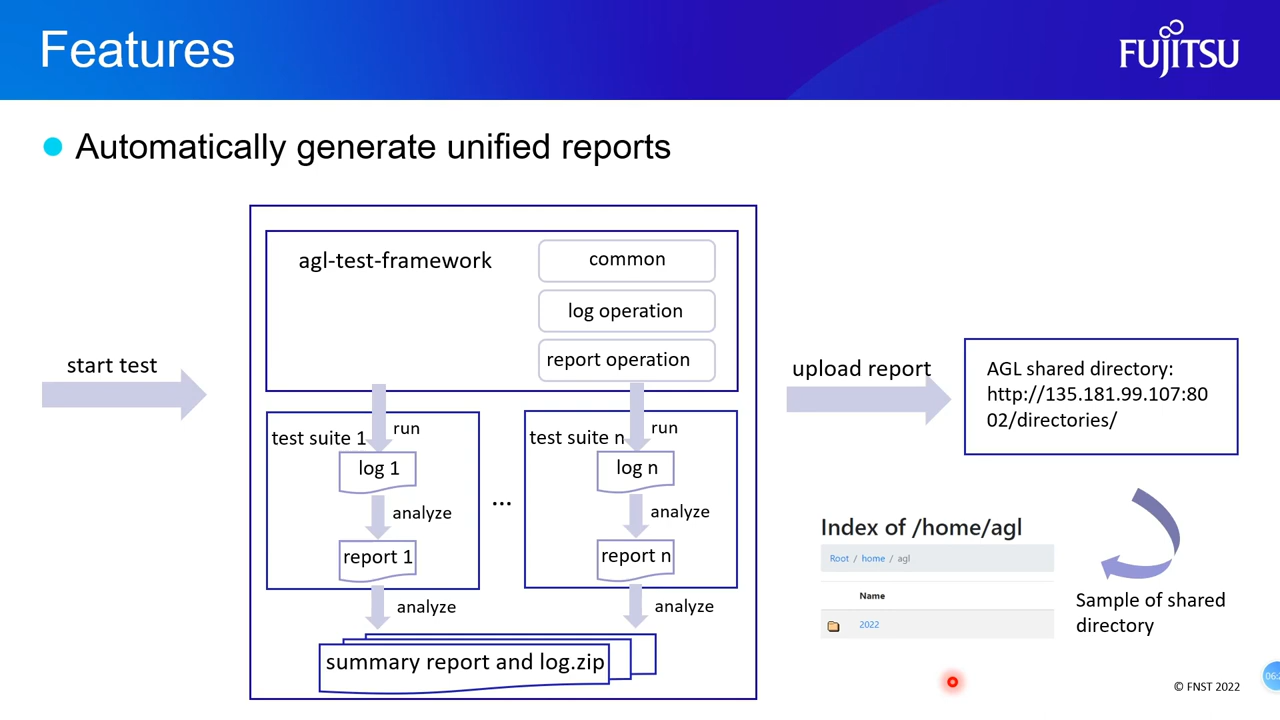 Features
FUJITSU
Automatically generate unified reports
agl-test-framework
common
log operation
report operation
start test
upload report
AGL shared directory:
http://135.181.99.107:80
02/directories/
test suite 1
run
log 1
analyze
report 1
analyze
...
test suite n
run
log n
analyze
report n
analyze
summary report and log.zip
Index of /home/agl
Root / home / agl
Name
2022
Sample of shared
directory
© FNST 2022